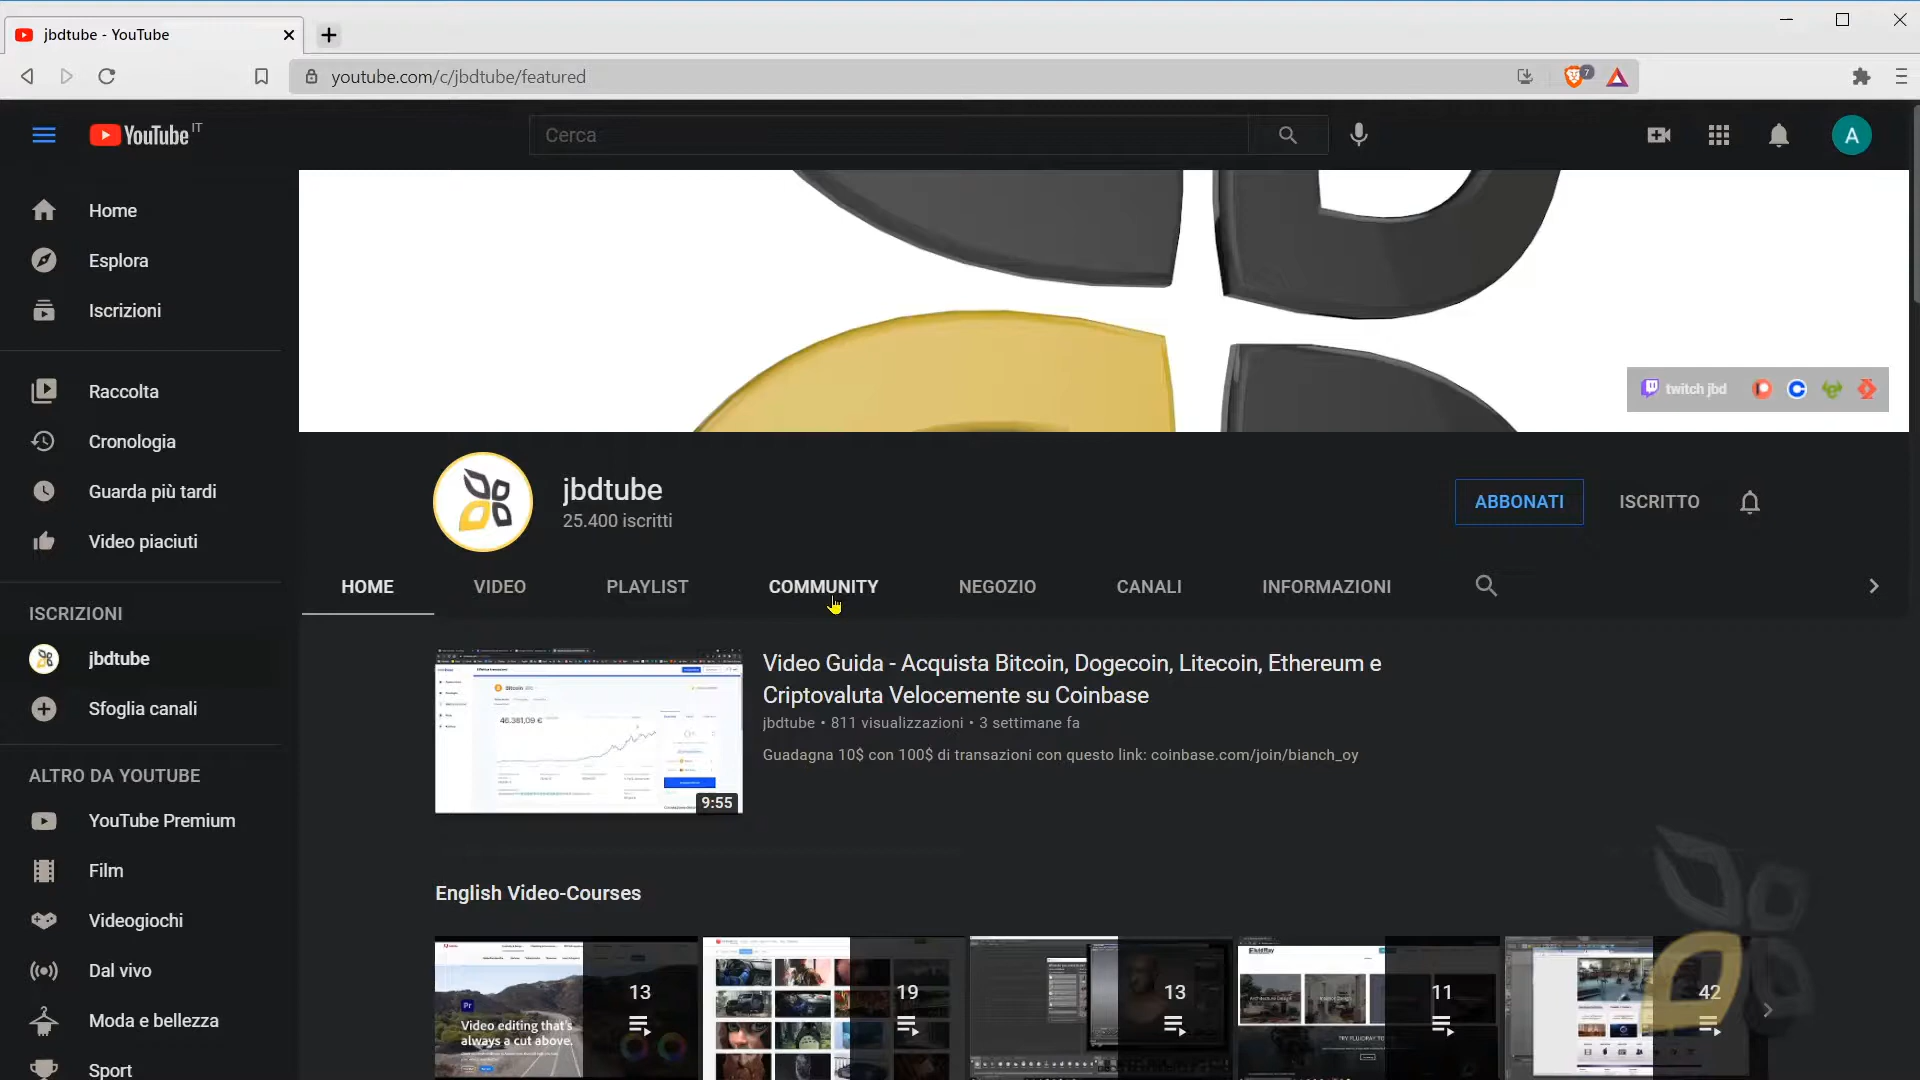 jbdtube - YouTube
youtube.com/c/jbdtube/featured
YouTube IT
Cerca
A
Home
Esplora
Iscrizioni
Raccolta
Cronologia
Guarda più tardi
Video piaciuti
ISCRIZIONI
jbdtube
Sfoglia canali
ALTRO DA YOUTUBE
YouTube Premium
Film
Videogiochi
Dal vivo
Moda e bellezza
Sport
twitch jbd
jbdtube
25.400 iscritti
ABBONATI
ISCRITTO
HOME
VIDEO
PLAYLIST
COMMUNITY
NEGOZIO
CANALI
INFORMAZIONI
Bitcoin
46.381,09 €
9:55
Video Guida - Acquista Bitcoin, Dogecoin, Litecoin, Ethereum e
Criptovaluta Velocemente su Coinbase
jbdtube • 811 visualizzazioni • 3 settimane fa
Guadagna 10$ con 100$ di transazioni con questo link: coinbase.com/join/bianch_oy
English Video-Courses
Pr
Video editing that's
always a cut above.
13
19
13
11
42